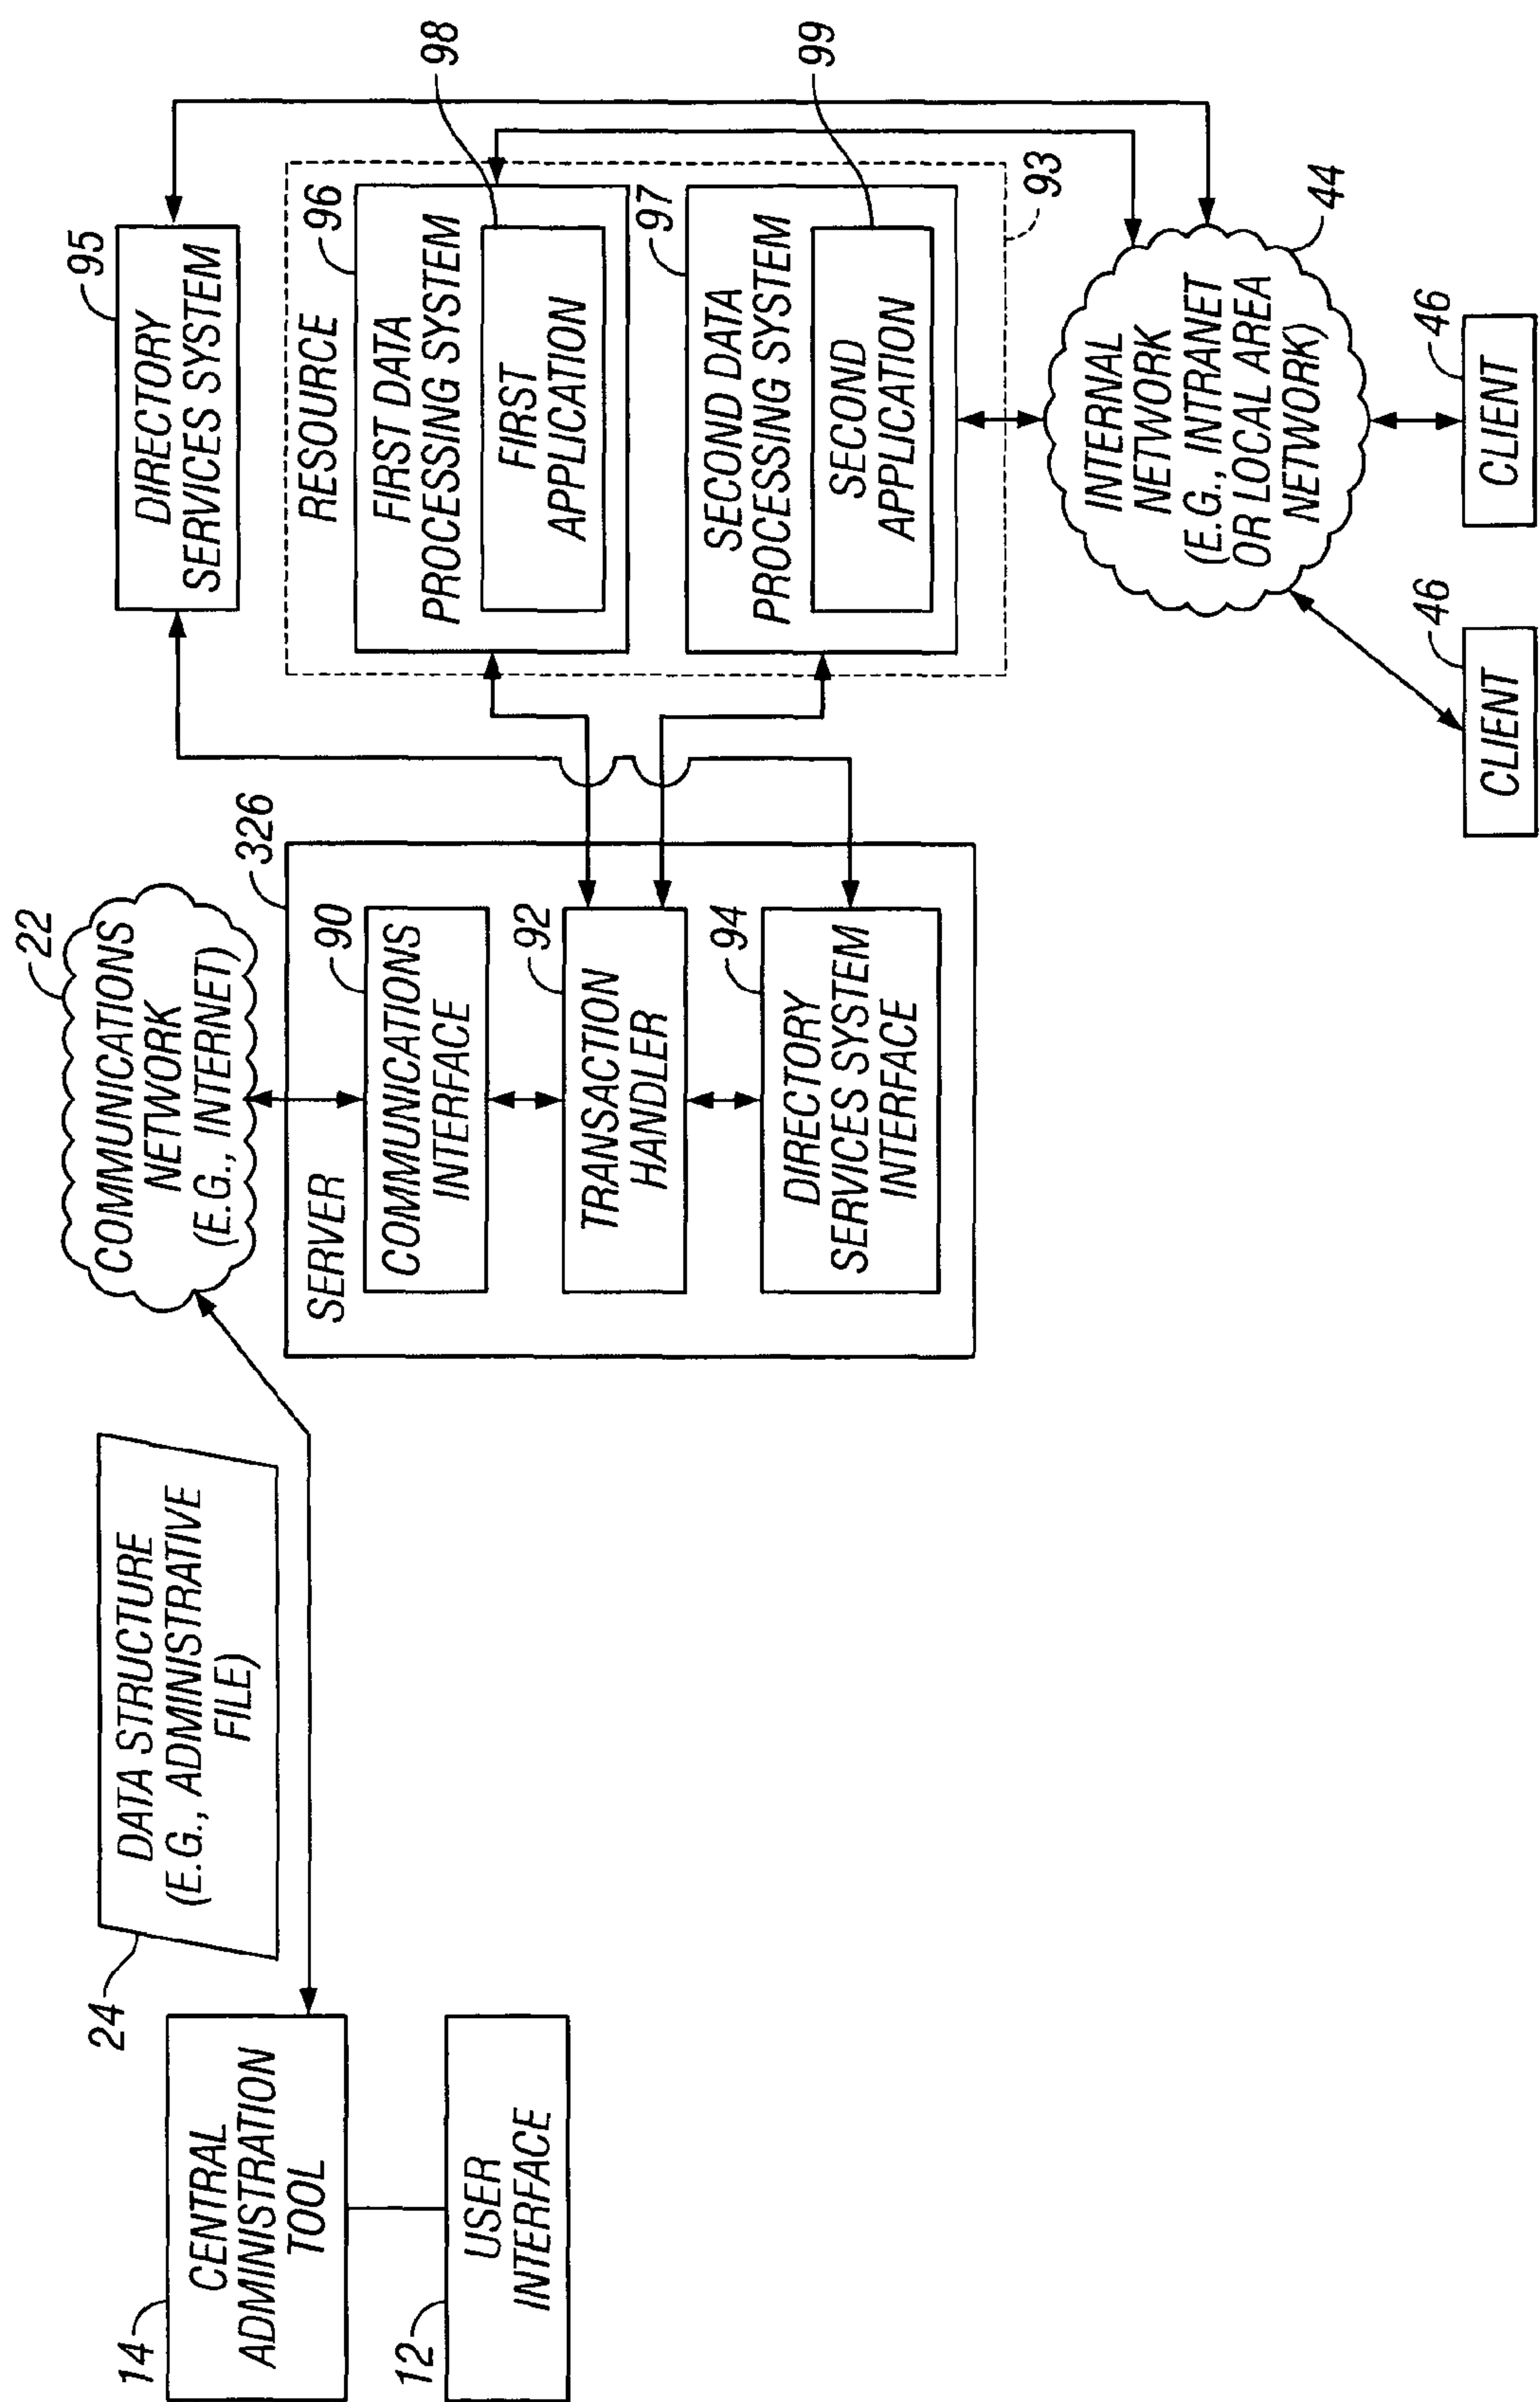 24
DATA STRUCTURE
(E.G., ADMINISTRATIVE
FILE)
14
CENTRAL
ADMINISTRATION
TOOL
12
USER
INTERFACE
22
COMMUNICATIONS
NETWORK
(E.G., INTERNET)
326
SERVER
90
COMMUNICATIONS
INTERFACE
92
TRANSACTION
HANDLER
94
DIRECTORY
SERVICES SYSTEM
INTERFACE
95
DIRECTORY
SERVICES SYSTEM
RESOURCE
96
FIRST DATA
PROCESSING SYSTEM
98
FIRST
APPLICATION
97
SECOND DATA
PROCESSING SYSTEM
99
SECOND
APPLICATION
93
44
INTERNAL
NETWORK
(E.G., INTRANET
OR LOCAL AREA
NETWORK)
46
CLIENT
46
CLIENT